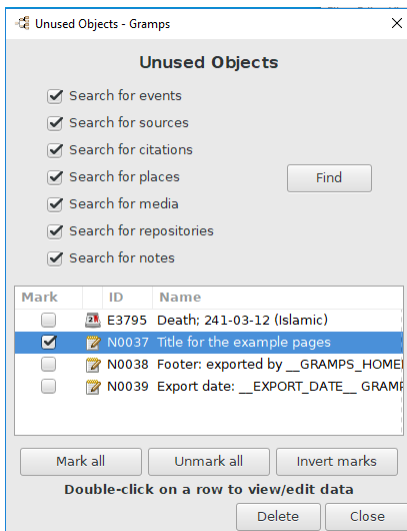 Unused Objects - Gramps
Unused Objects
Search for events
Search for sources
Search for citations
Search for places
Search for media
Search for repositories
Search for notes
Find
Mark ID Name
E3795 Death; 241-03-12 (Islamic)
N0037 Title for the example pages
N0038 Footer: exported by __GRAMPS_HOME
N0039 Export date: __EXPORT_DATE__ GRAM
Mark all Unmark all Invert marks
Double-click on a row to view/edit data
Delete Close